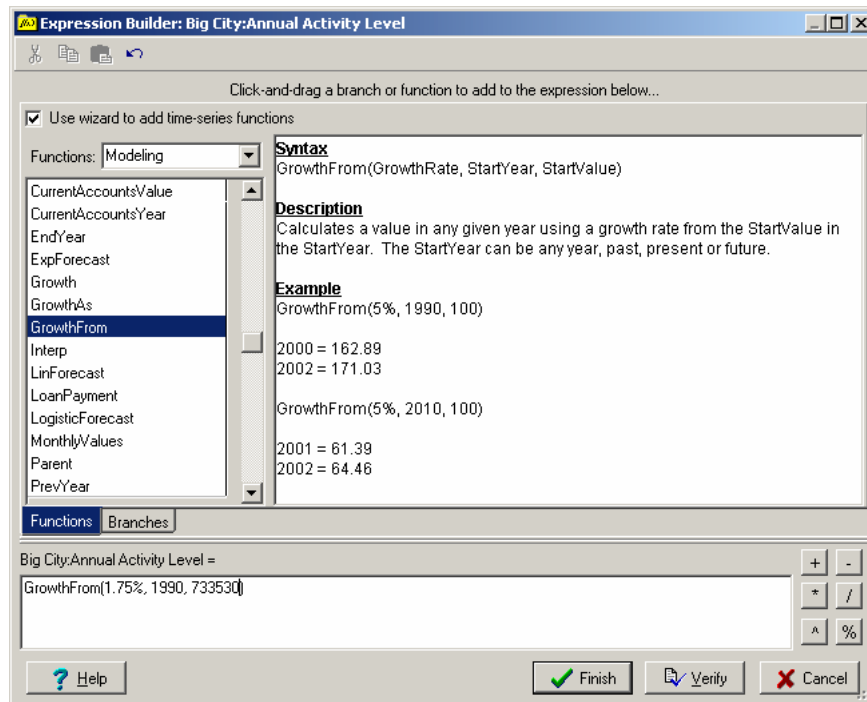 Expression Builder: Big City:Annual Activity Level
Click-and-drag a branch or function to add to the expression below...
Use wizard to add time-series functions
Functions: Modeling
CurrentAccountsValue
CurrentAccountsYear
EndYear
ExpForecast
Growth
GrowthAs
GrowthFrom
Interp
LinForecast
LoanPayment
LogisticForecast
MonthlyValues
Parent
PrevYear
Syntax
GrowthFrom(GrowthRate, StartYear, StartValue)
Description
Calculates a value in any given year using a growth rate from the StartValue in
the StartYear. The StartYear can be any year, past, present or future.
Example
GrowthFrom(5%, 1990, 100)
2000 = 162.89
2002 = 171.03
GrowthFrom(5%, 2010, 100)
2001 = 61.39
2002 = 64.46
Functions Branches
Big City:Annual Activity Level =
GrowthFrom(1.75%, 1990, 733530)
+ -
* /
^ %
? Help Finish Verify Cancel